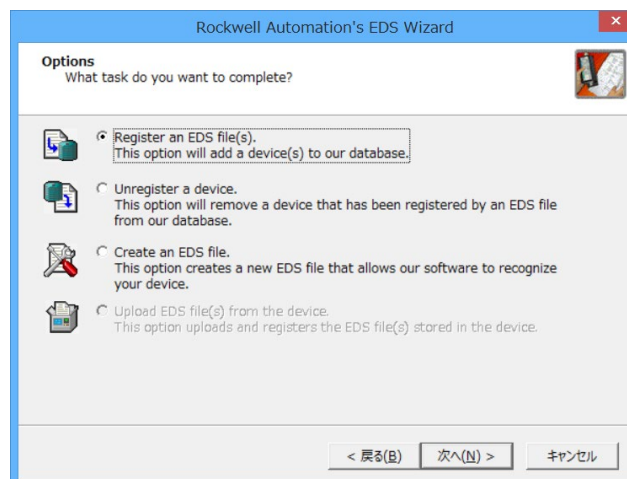 Rockwell Automation's EDS Wizard
Options
What task do you want to complete?
Register an EDS file(s).
This option will add a device(s) to our database.
Unregister a device.
This option will remove a device that has been registered by an EDS file
from our database.
Create an EDS file.
This option creates a new EDS file that allows our software to recognize
your device.
Upload EDS file(s) from the device.
This option uploads and registers the EDS file(s) stored in the device.
< 戻る(B) 次へ(N) > キャンセル